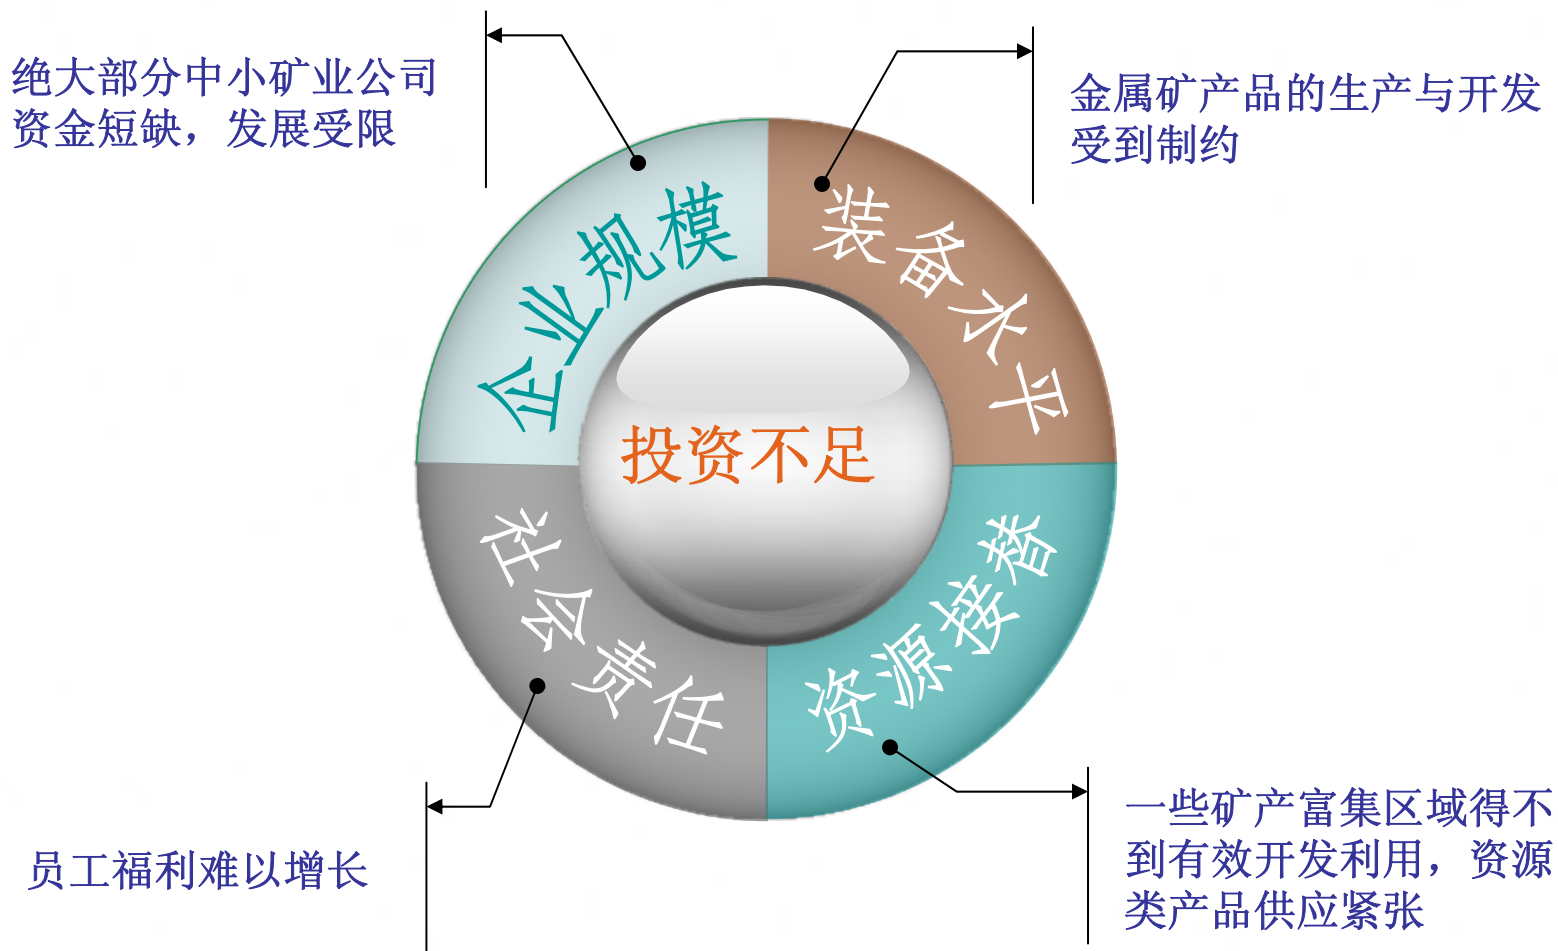 绝大部分中小矿业公司
资金短缺，发展受限
金属矿产品的生产与开发
受到制约
企业规模
装备水平
投资不足
社会责任
资源接替
员工福利难以增长
一些矿产富集区域得不
到有效开发利用，资源
类产品供应紧张